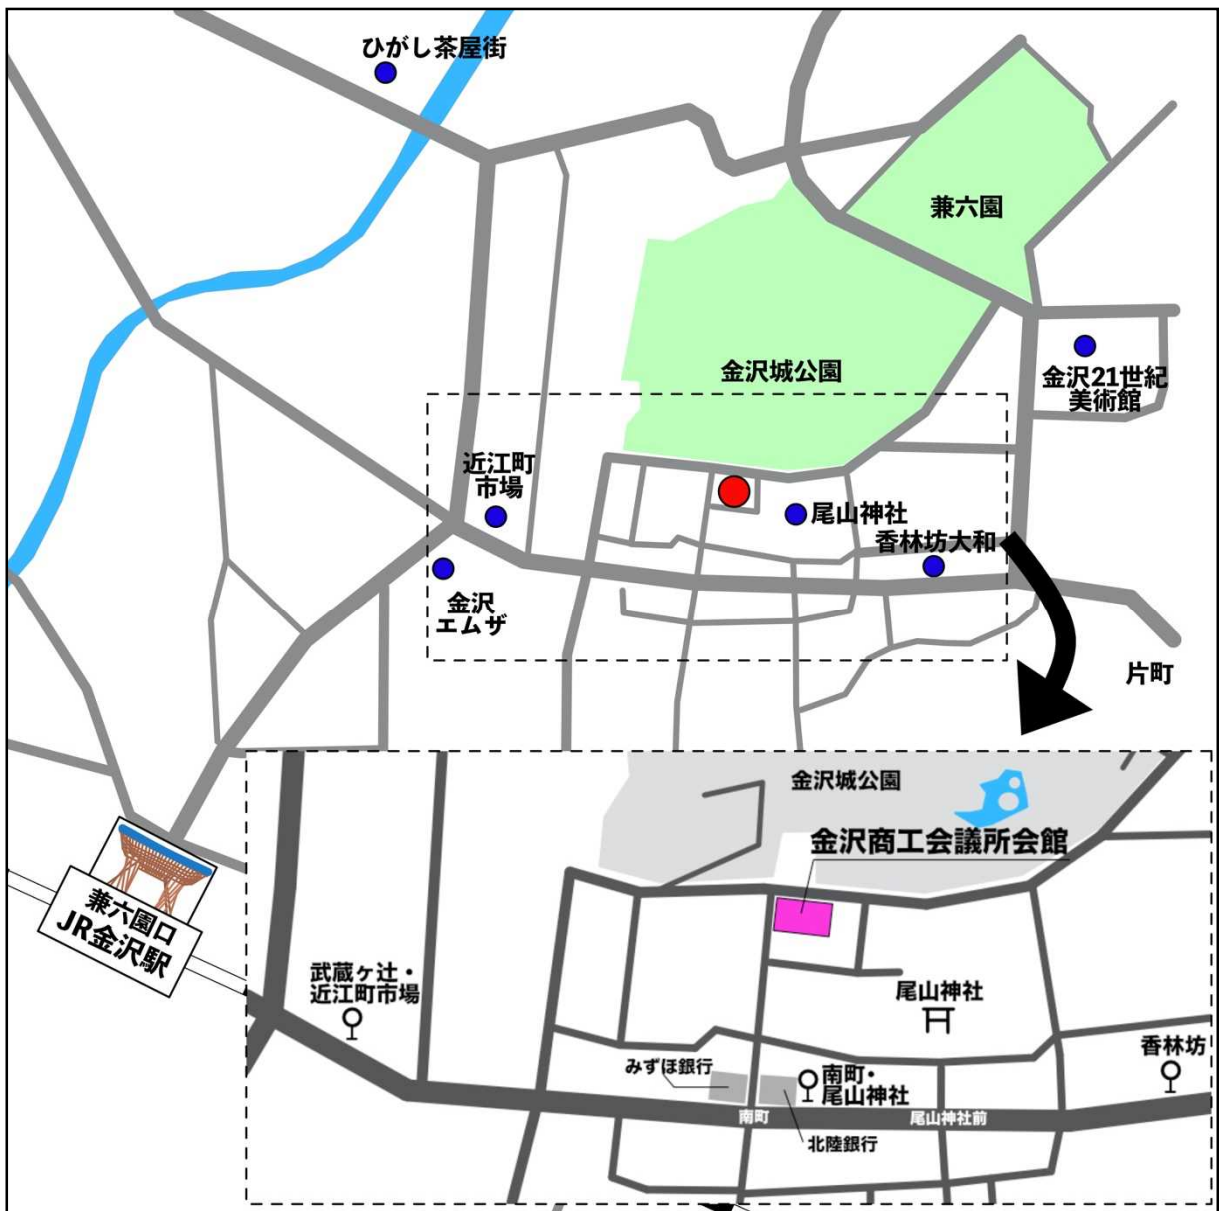 ひがし茶屋街
兼六園
金沢城公園
金沢21世紀
美術館
近江町
市場
尾山神社
香林坊大和
金沢
エムザ
片町
金沢城公園
金沢商工会議所会館
兼六園口
JR金沢駅
武蔵ヶ辻・
近江町市場
尾山神社
香林坊
みずほ銀行
南町・
尾山神社
南町
尾山神社前
北陸銀行